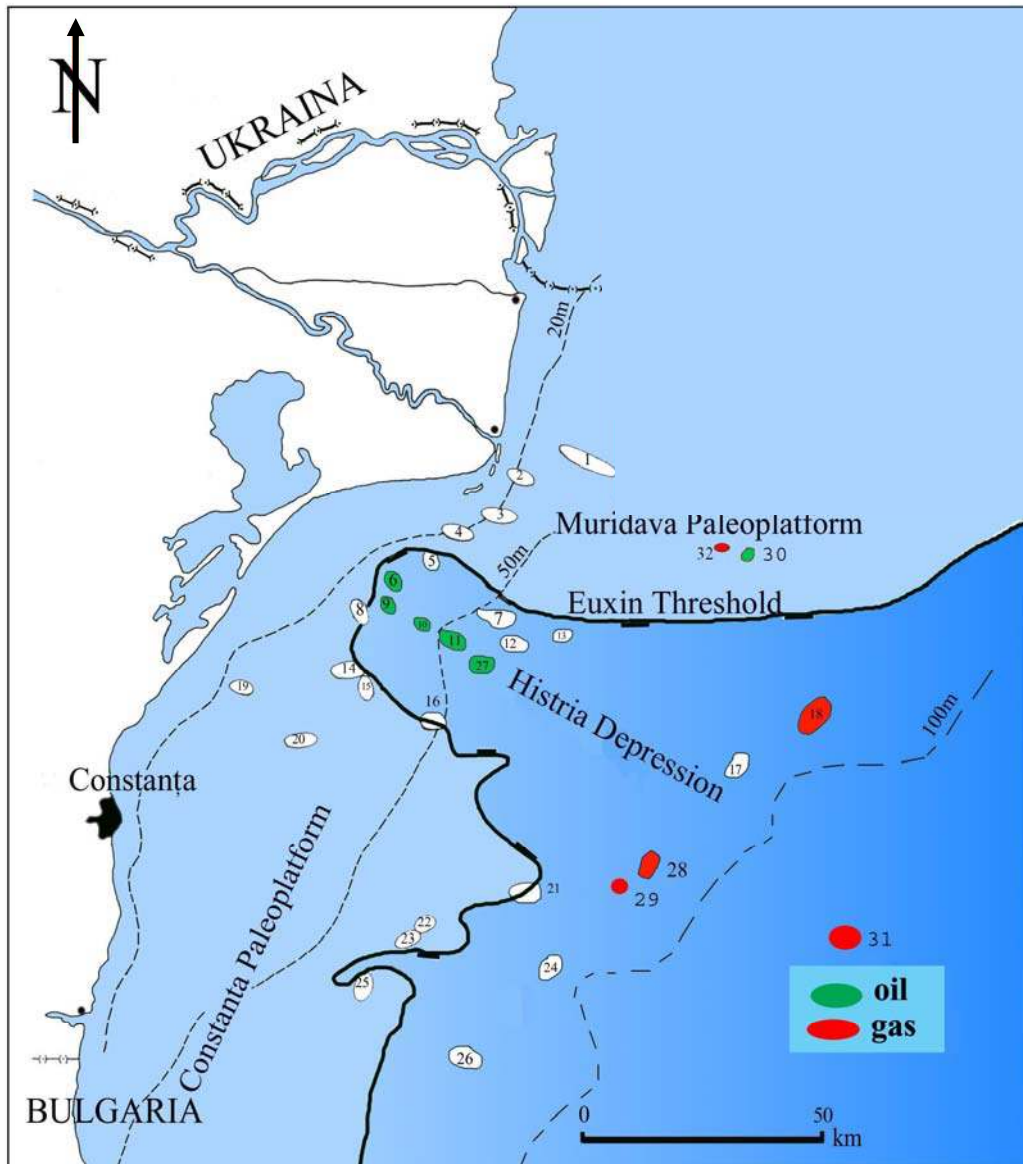 N
UKRAINA
20m
1
2
3
4
Muridava Paleoplatform
50m
32
30
5
6
8
9
7
Euxin Threshold
10
11
12
13
27
14
15
19
16
Histria Depression
18
20
17
100m
Constanța
28
21
29
Constanta Paleoplatform
22
23
31
24
25
oil
gas
26
BULGARIA
0
50
km